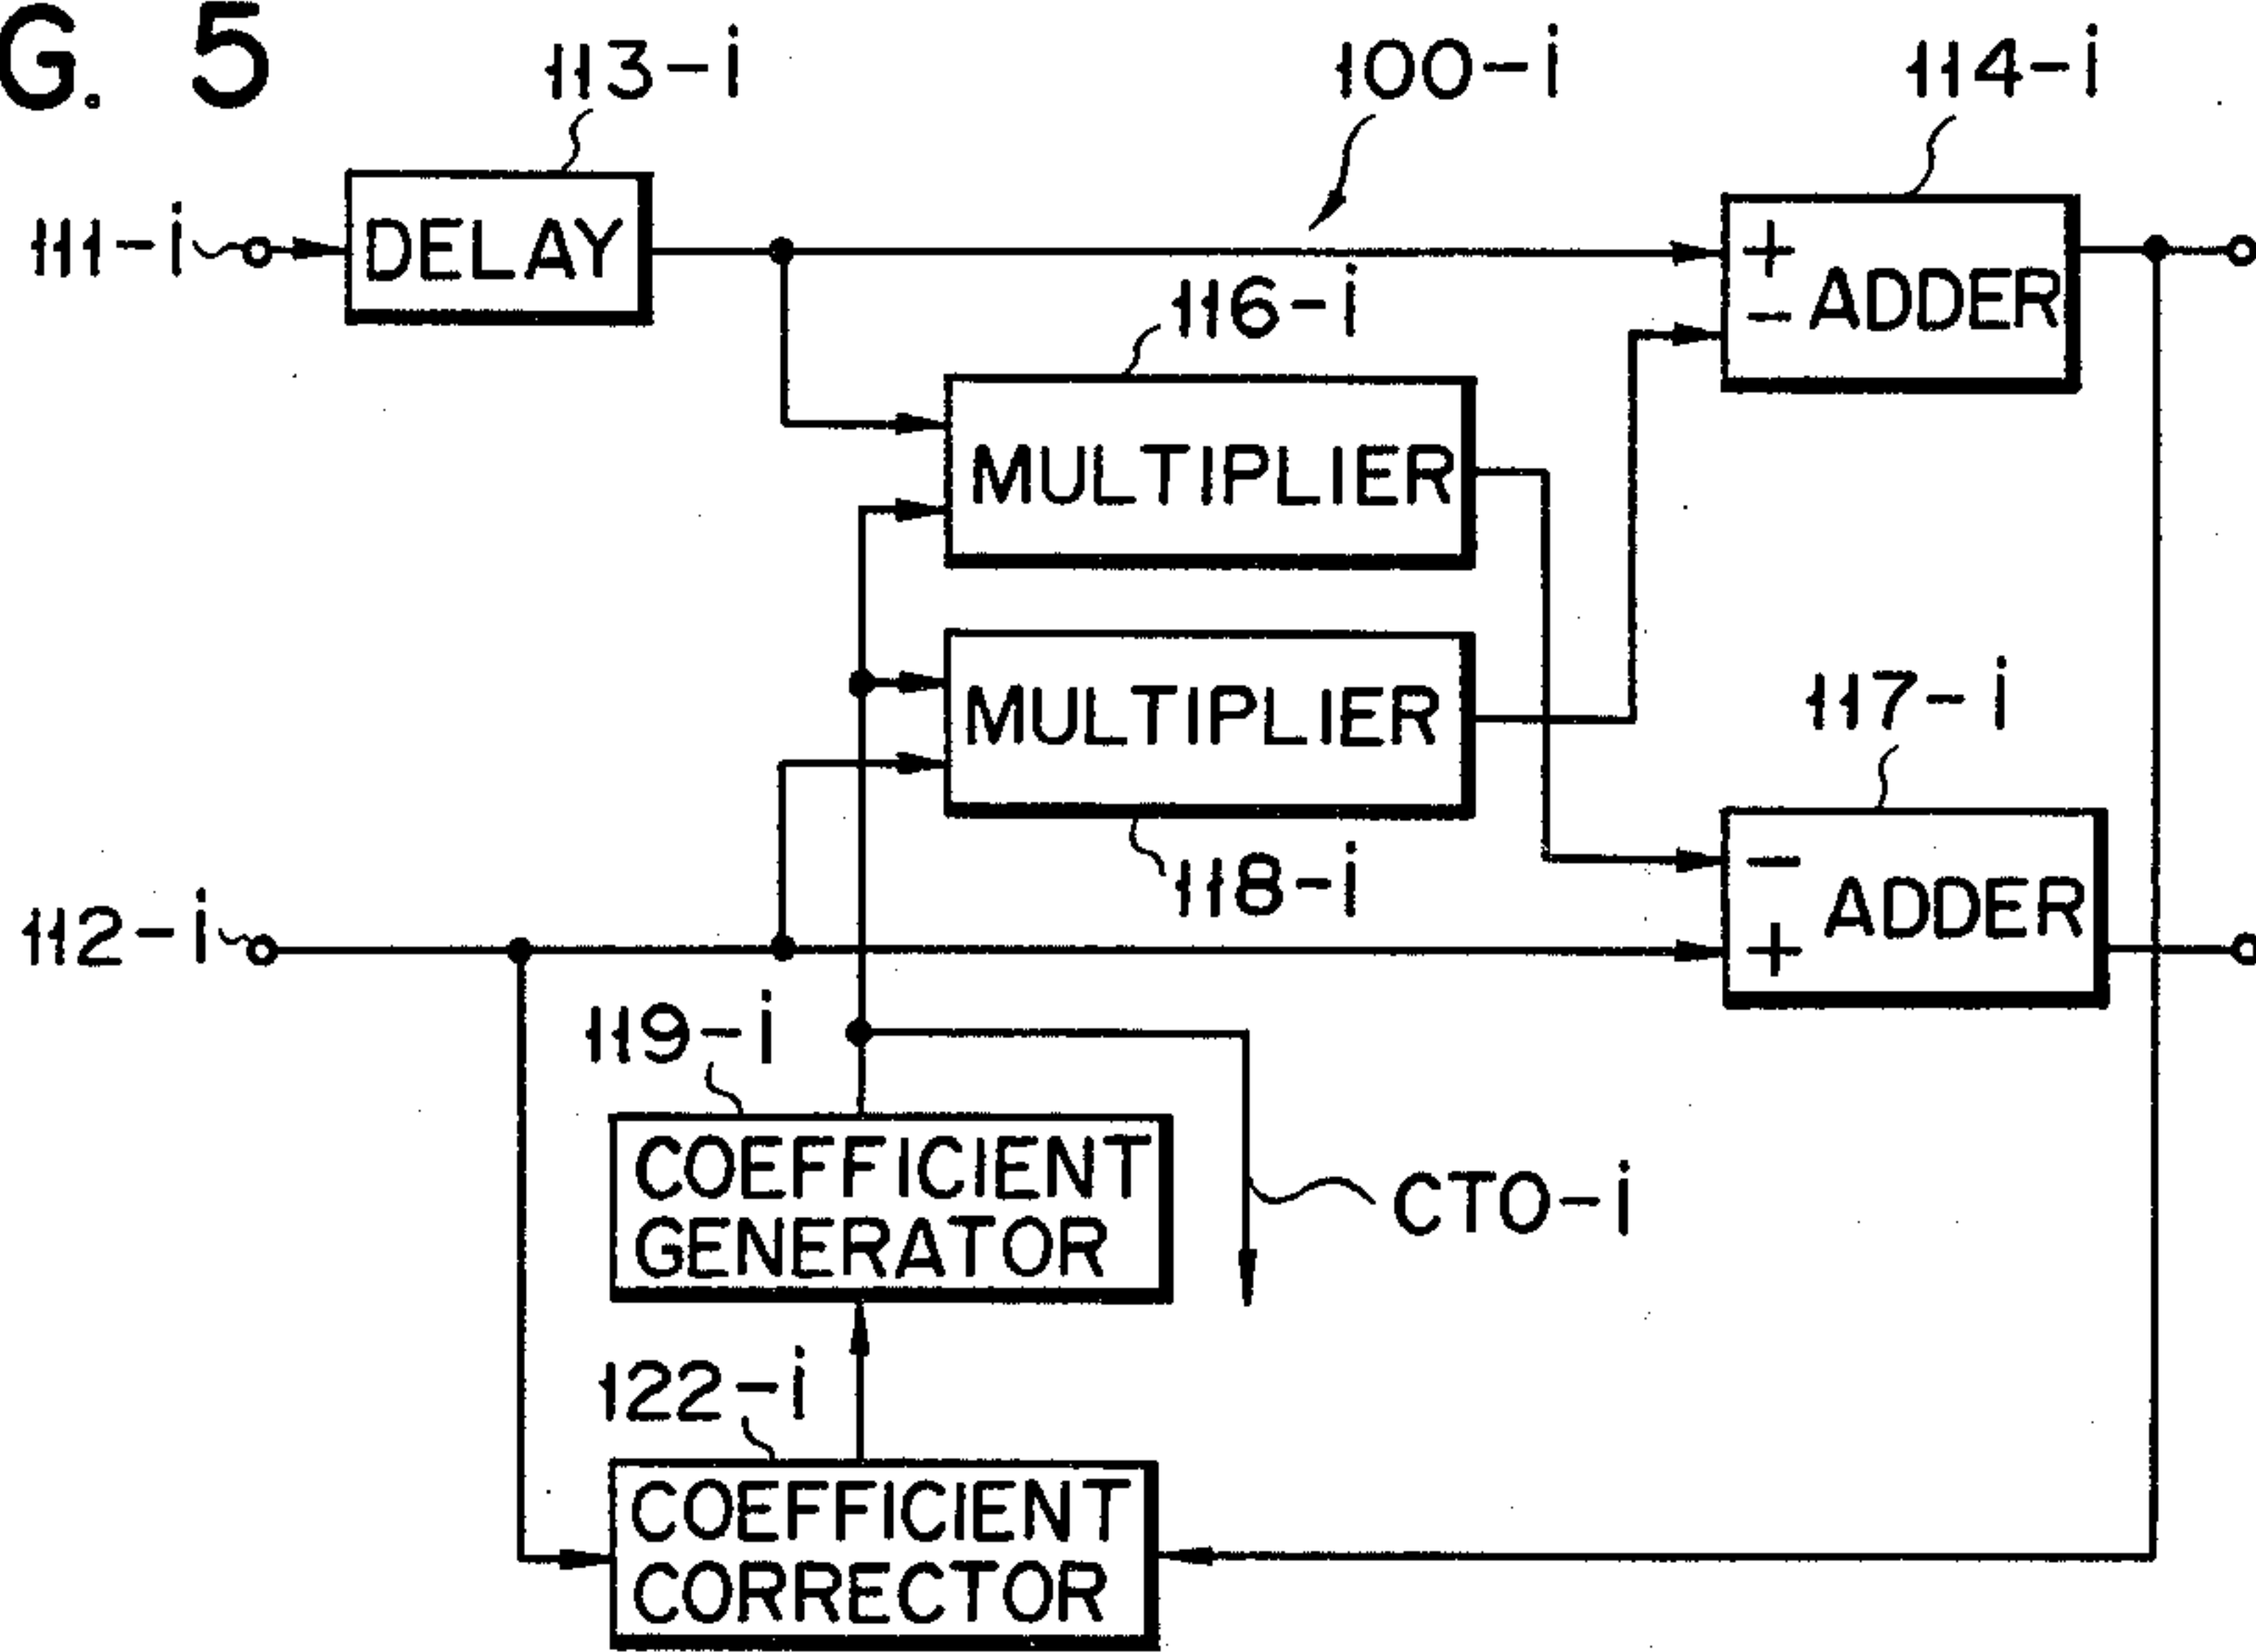 G. 5
113-i
100-i
114-i
111-i
DELAY
+
- ADDER
116-i
MULTIPLIER
MULTIPLIER
117-i
118-i
-
ADDER
+
112-i
119-i
COEFFICIENT
GENERATOR
CTO-i
122-i
COEFFICIENT
CORRECTOR